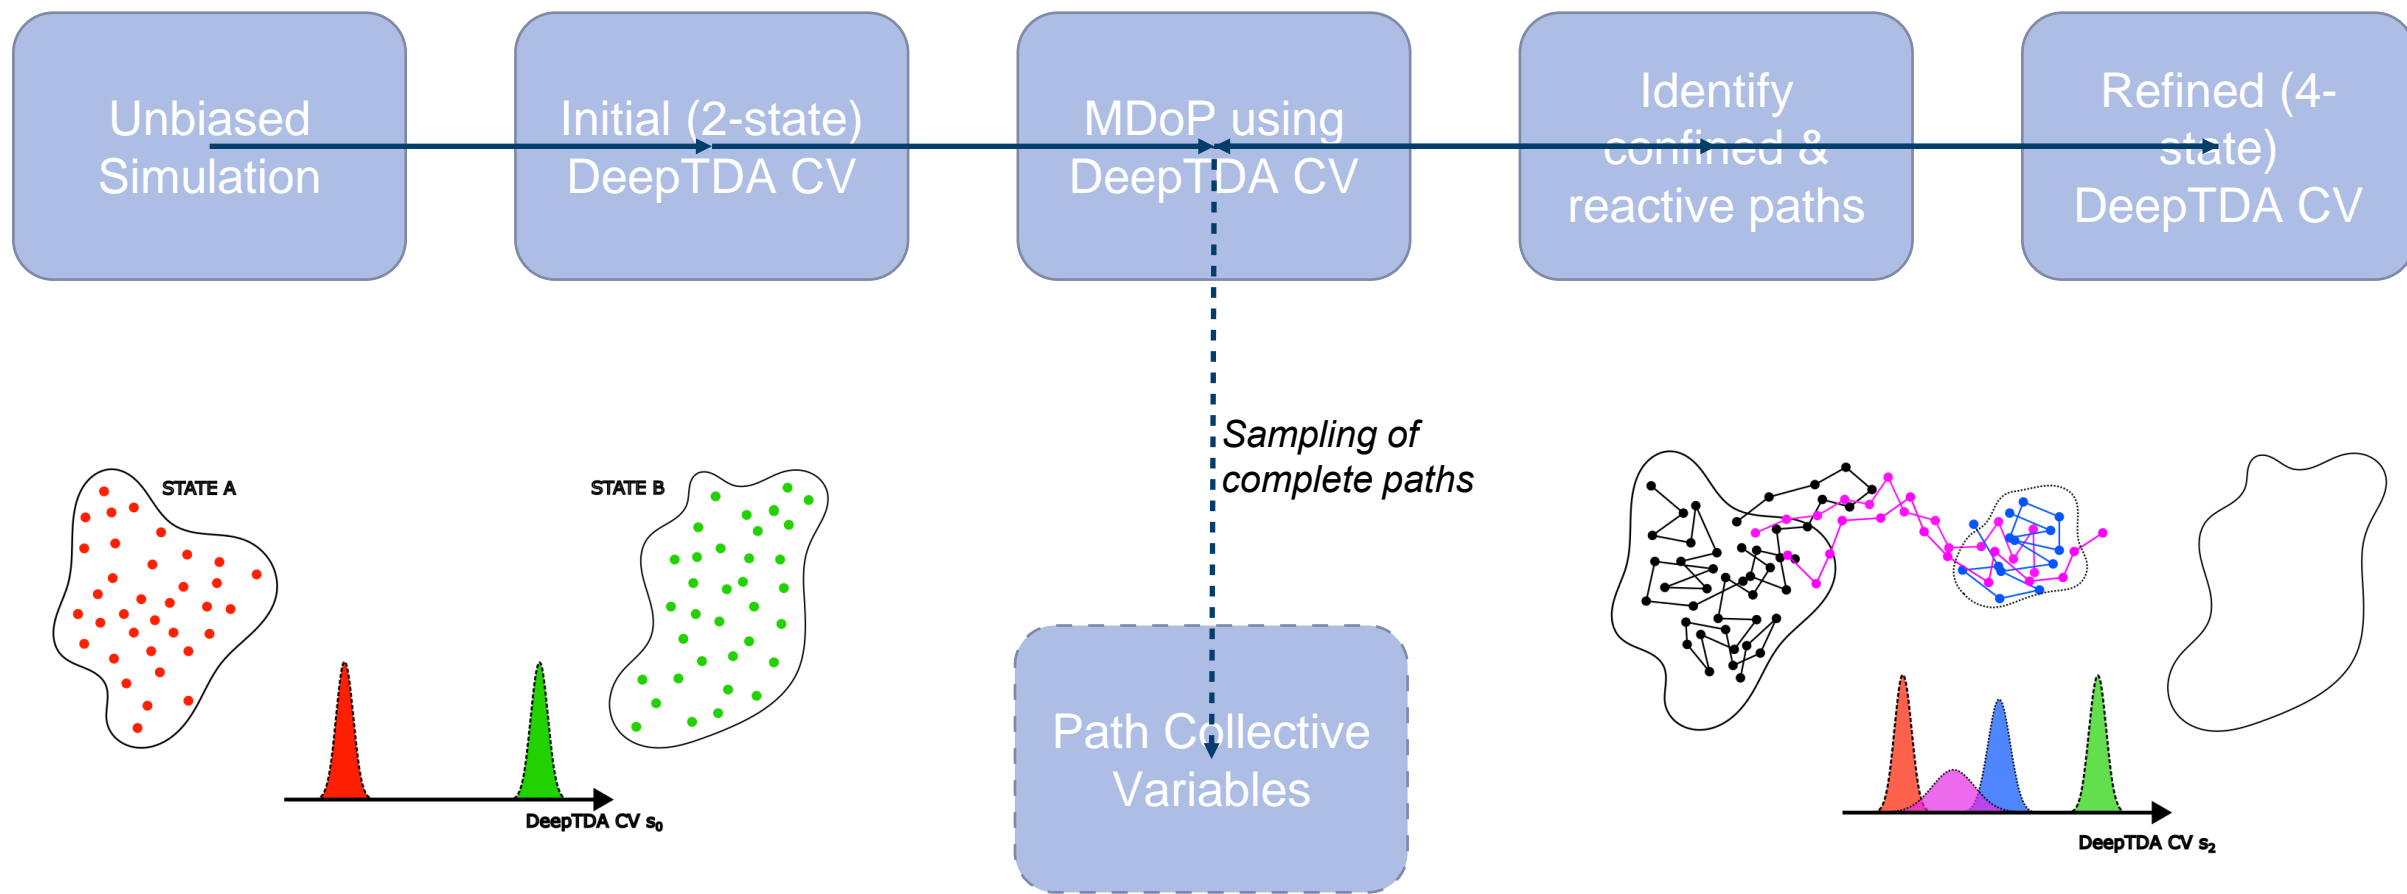 Unbiased
Simulation
Initial (2-state)
DeepTDA CV
MDoP using
DeepTDA CV
Identify
confined &
reactive paths
Refined (4-
state)
DeepTDA CV
Sampling of
complete paths
STATE A
STATE B
DeepTDA CV s₀
Path Collective
Variables
DeepTDA CV s₂